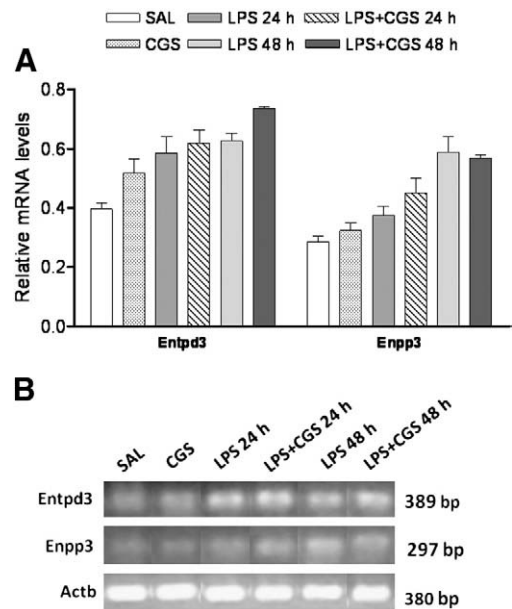 SAL LPS 24 h LPS+CGS 24 h
CGS LPS 48 h LPS+CGS 48 h
A
Relative mRNA levels
0.8
0.6
0.4
0.2
0.0
Entpd3 Enpp3
B
SAL CGS LPS 24 h LPS+CGS 24 h LPS 48 h LPS+CGS 48 h
Entpd3 389 bp
Enpp3 297 bp
Actb 380 bp